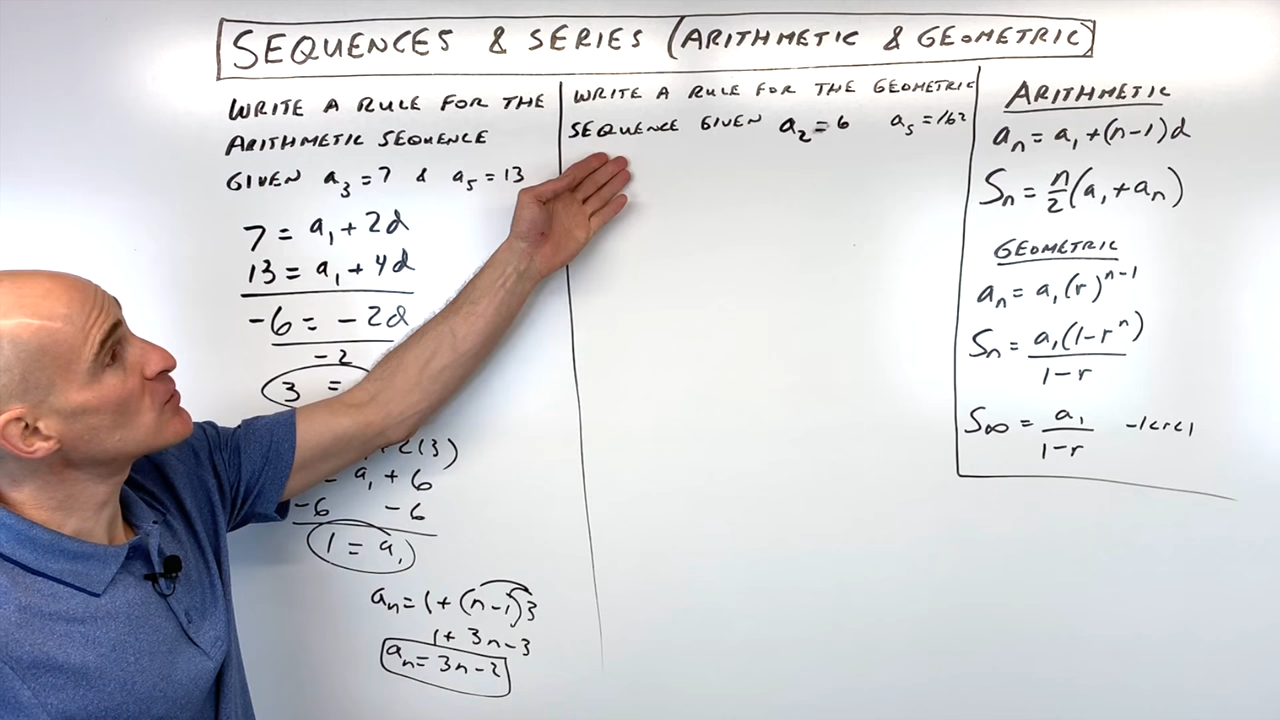 SEQUENCES & SERIES (ARITHMETIC & GEOMETRIC)
WRITE A RULE FOR THE
ARITHMETIC SEQUENCE
GIVEN a₃ = 7 & a₅ = 13
7 = a₁ + 2d
13 = a₁ + 4d
-6 = -2d
-2
3 =
(3)
a₁ + 6
-6 -6
1 = a₁
aₙ = 1 + (n-1)3
1 + 3n - 3
aₙ = 3n - 2
WRITE A RULE FOR THE GEOMETRIC
SEQUENCE GIVEN a₂ = 6 a₅ = 162
ARITHMETIC
aₙ = a₁ + (n-1)d
Sₙ = n/2 (a₁ + aₙ)
GEOMETRIC
aₙ = a₁(r)ⁿ⁻¹
Sₙ = a₁(1-rⁿ)
1-r
S∞ = a₁ -1<r<1
1-r